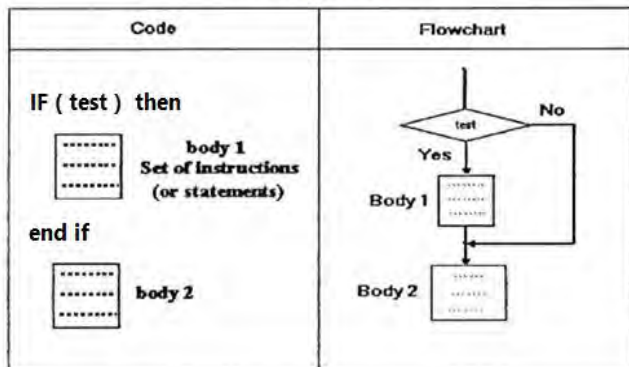 Code
Flowchart
IF ( test ) then
body 1
Set of instructions
(or statements)
end if
body 2
test
No
Yes
Body 1
Body 2